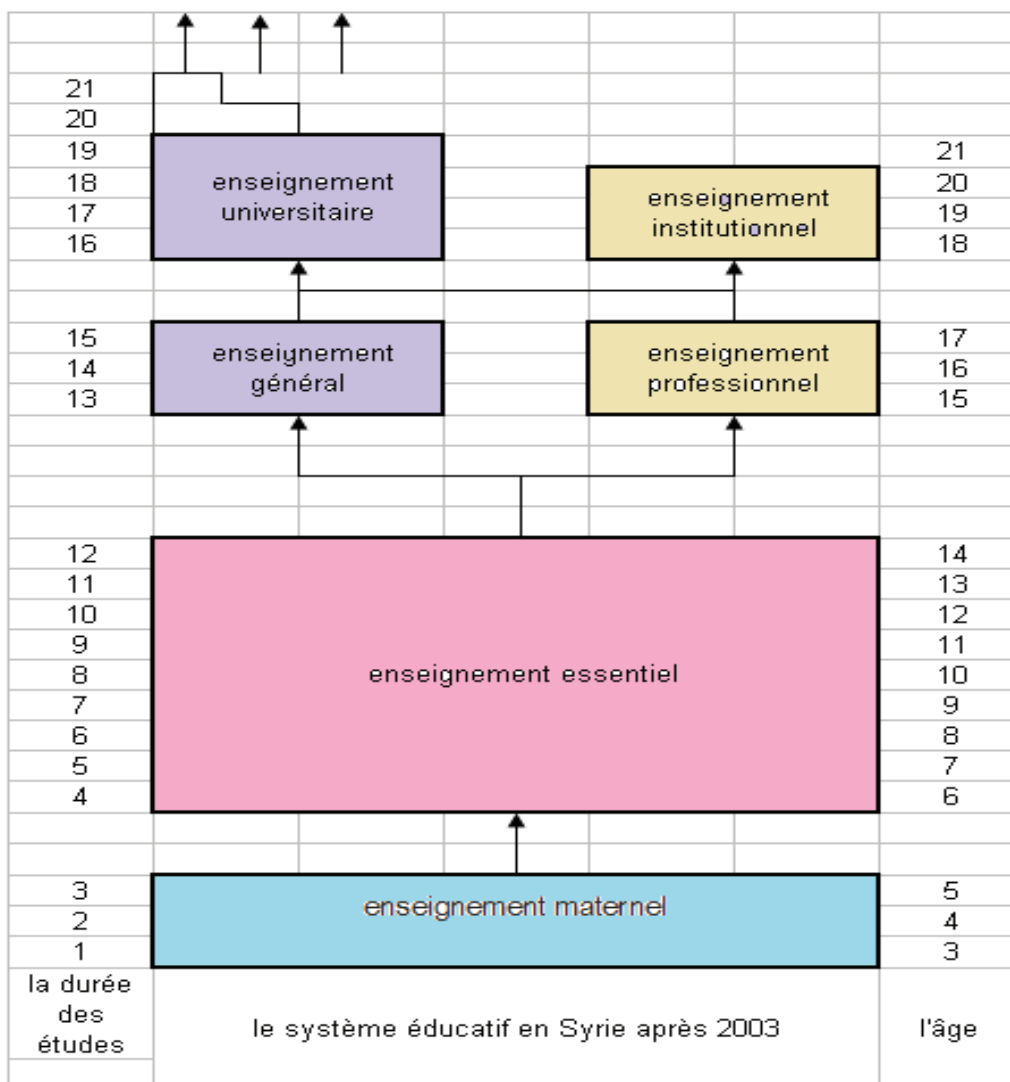 21
20
19 21
18 enseignement 20
17 universitaire enseignement 19
16 institutionnel 18
15 enseignement enseignement 17
14 général professionnel 16
13 15
12 14
11 13
10 12
9 11
8 enseignement essentiel 10
7 9
6 8
5 7
4 6
3 enseignement maternel 5
2 4
1 3
la durée
des
études
le système éducatif en Syrie après 2003
l'âge